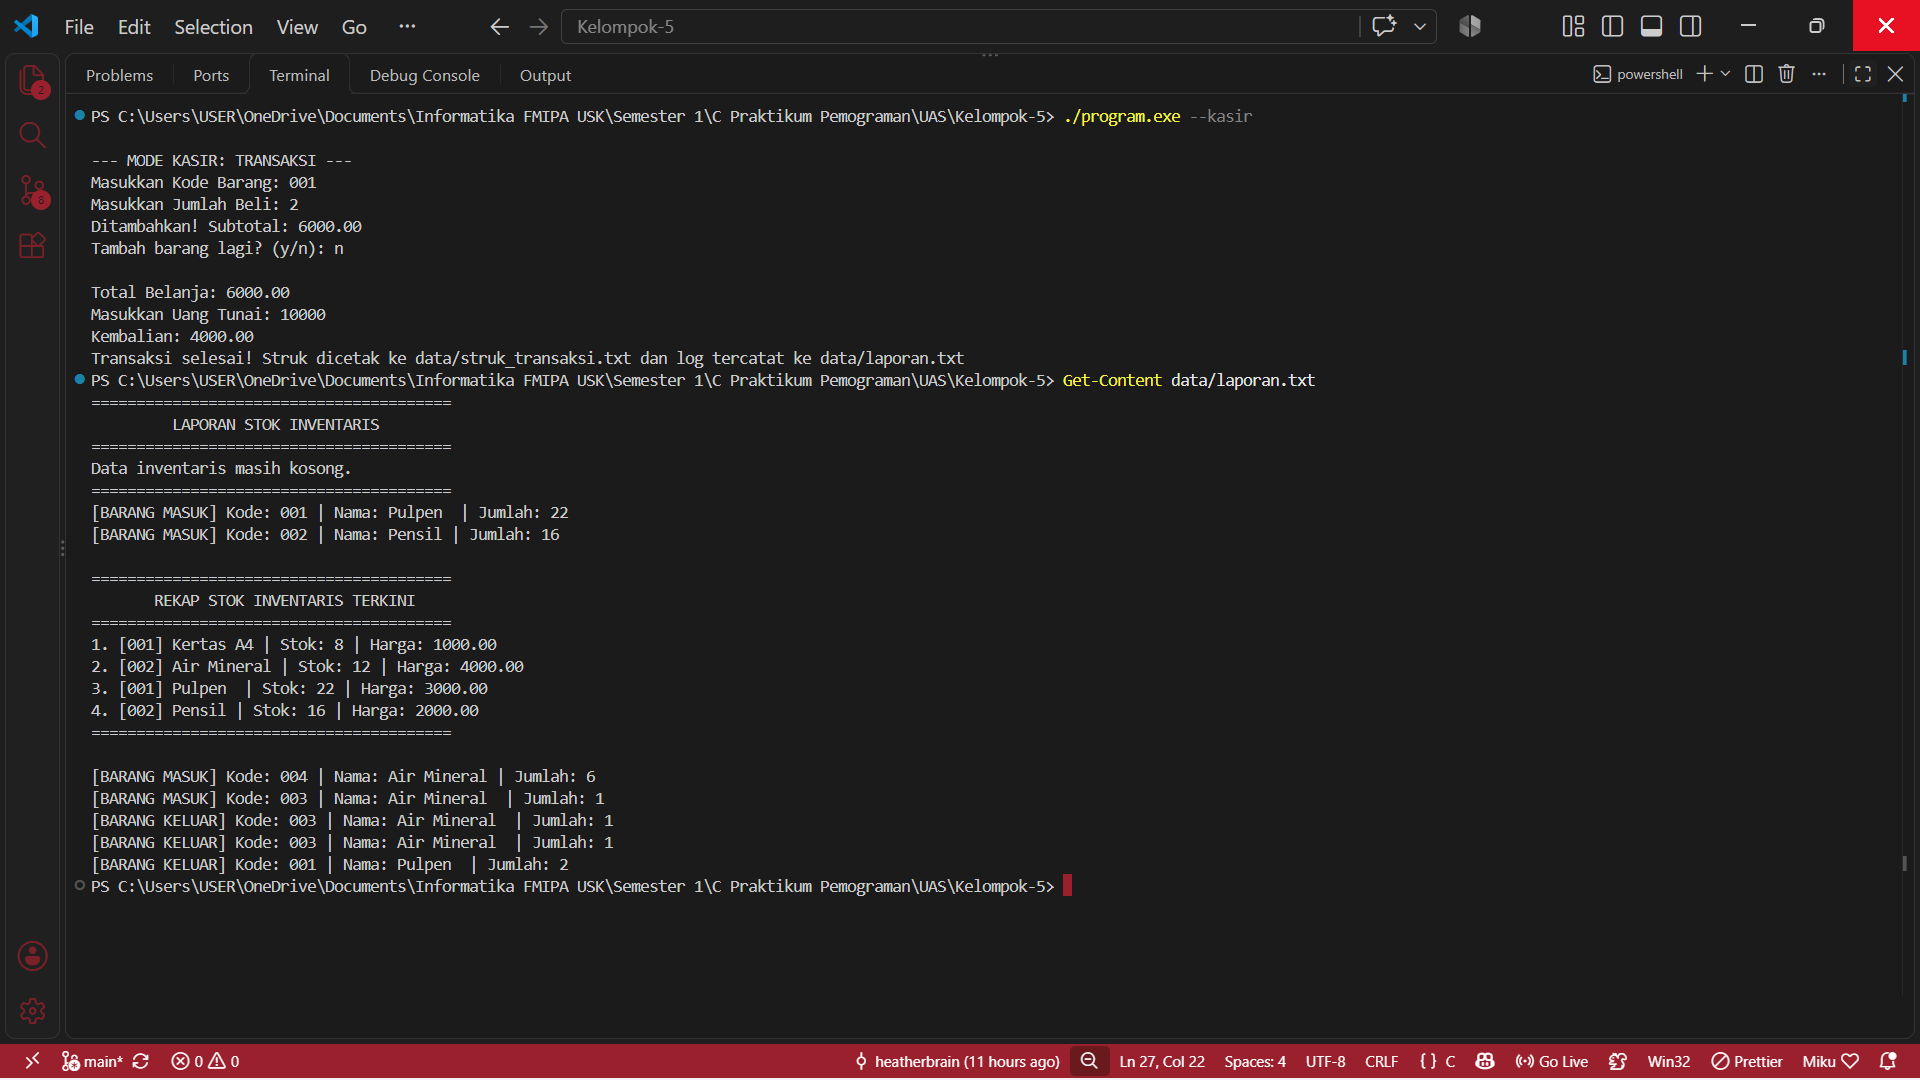 File Edit Selection View Go ··· Kelompok-5
Problems Ports Terminal Debug Console Output powershell
2
8
PS C:\Users\USER\OneDrive\Documents\Informatika FMIPA USK\Semester 1\C Praktikum Pemograman\UAS\Kelompok-5> ./program.exe --kasir
--- MODE KASIR: TRANSAKSI ---
Masukkan Kode Barang: 001
Masukkan Jumlah Beli: 2
Ditambahkan! Subtotal: 6000.00
Tambah barang lagi? (y/n): n
Total Belanja: 6000.00
Masukkan Uang Tunai: 10000
Kembalian: 4000.00
Transaksi selesai! Struk dicetak ke data/struk_transaksi.txt dan log tercatat ke data/laporan.txt
PS C:\Users\USER\OneDrive\Documents\Informatika FMIPA USK\Semester 1\C Praktikum Pemograman\UAS\Kelompok-5> Get-Content data/laporan.txt
========================================
LAPORAN STOK INVENTARIS
========================================
Data inventaris masih kosong.
========================================
[BARANG MASUK] Kode: 001 | Nama: Pulpen  | Jumlah: 22
[BARANG MASUK] Kode: 002 | Nama: Pensil | Jumlah: 16
========================================
REKAP STOK INVENTARIS TERKINI
========================================
1. [001] Kertas A4 | Stok: 8 | Harga: 1000.00
2. [002] Air Mineral | Stok: 12 | Harga: 4000.00
3. [001] Pulpen  | Stok: 22 | Harga: 3000.00
4. [002] Pensil | Stok: 16 | Harga: 2000.00
========================================
[BARANG MASUK] Kode: 004 | Nama: Air Mineral | Jumlah: 6
[BARANG MASUK] Kode: 003 | Nama: Air Mineral  | Jumlah: 1
[BARANG KELUAR] Kode: 003 | Nama: Air Mineral  | Jumlah: 1
[BARANG KELUAR] Kode: 003 | Nama: Air Mineral  | Jumlah: 1
[BARANG KELUAR] Kode: 001 | Nama: Pulpen  | Jumlah: 2
PS C:\Users\USER\OneDrive\Documents\Informatika FMIPA USK\Semester 1\C Praktikum Pemograman\UAS\Kelompok-5>
main* 0 0 heatherbrain (11 hours ago) Ln 27, Col 22 Spaces: 4 UTF-8 CRLF {} C Go Live Win32 Prettier Miku